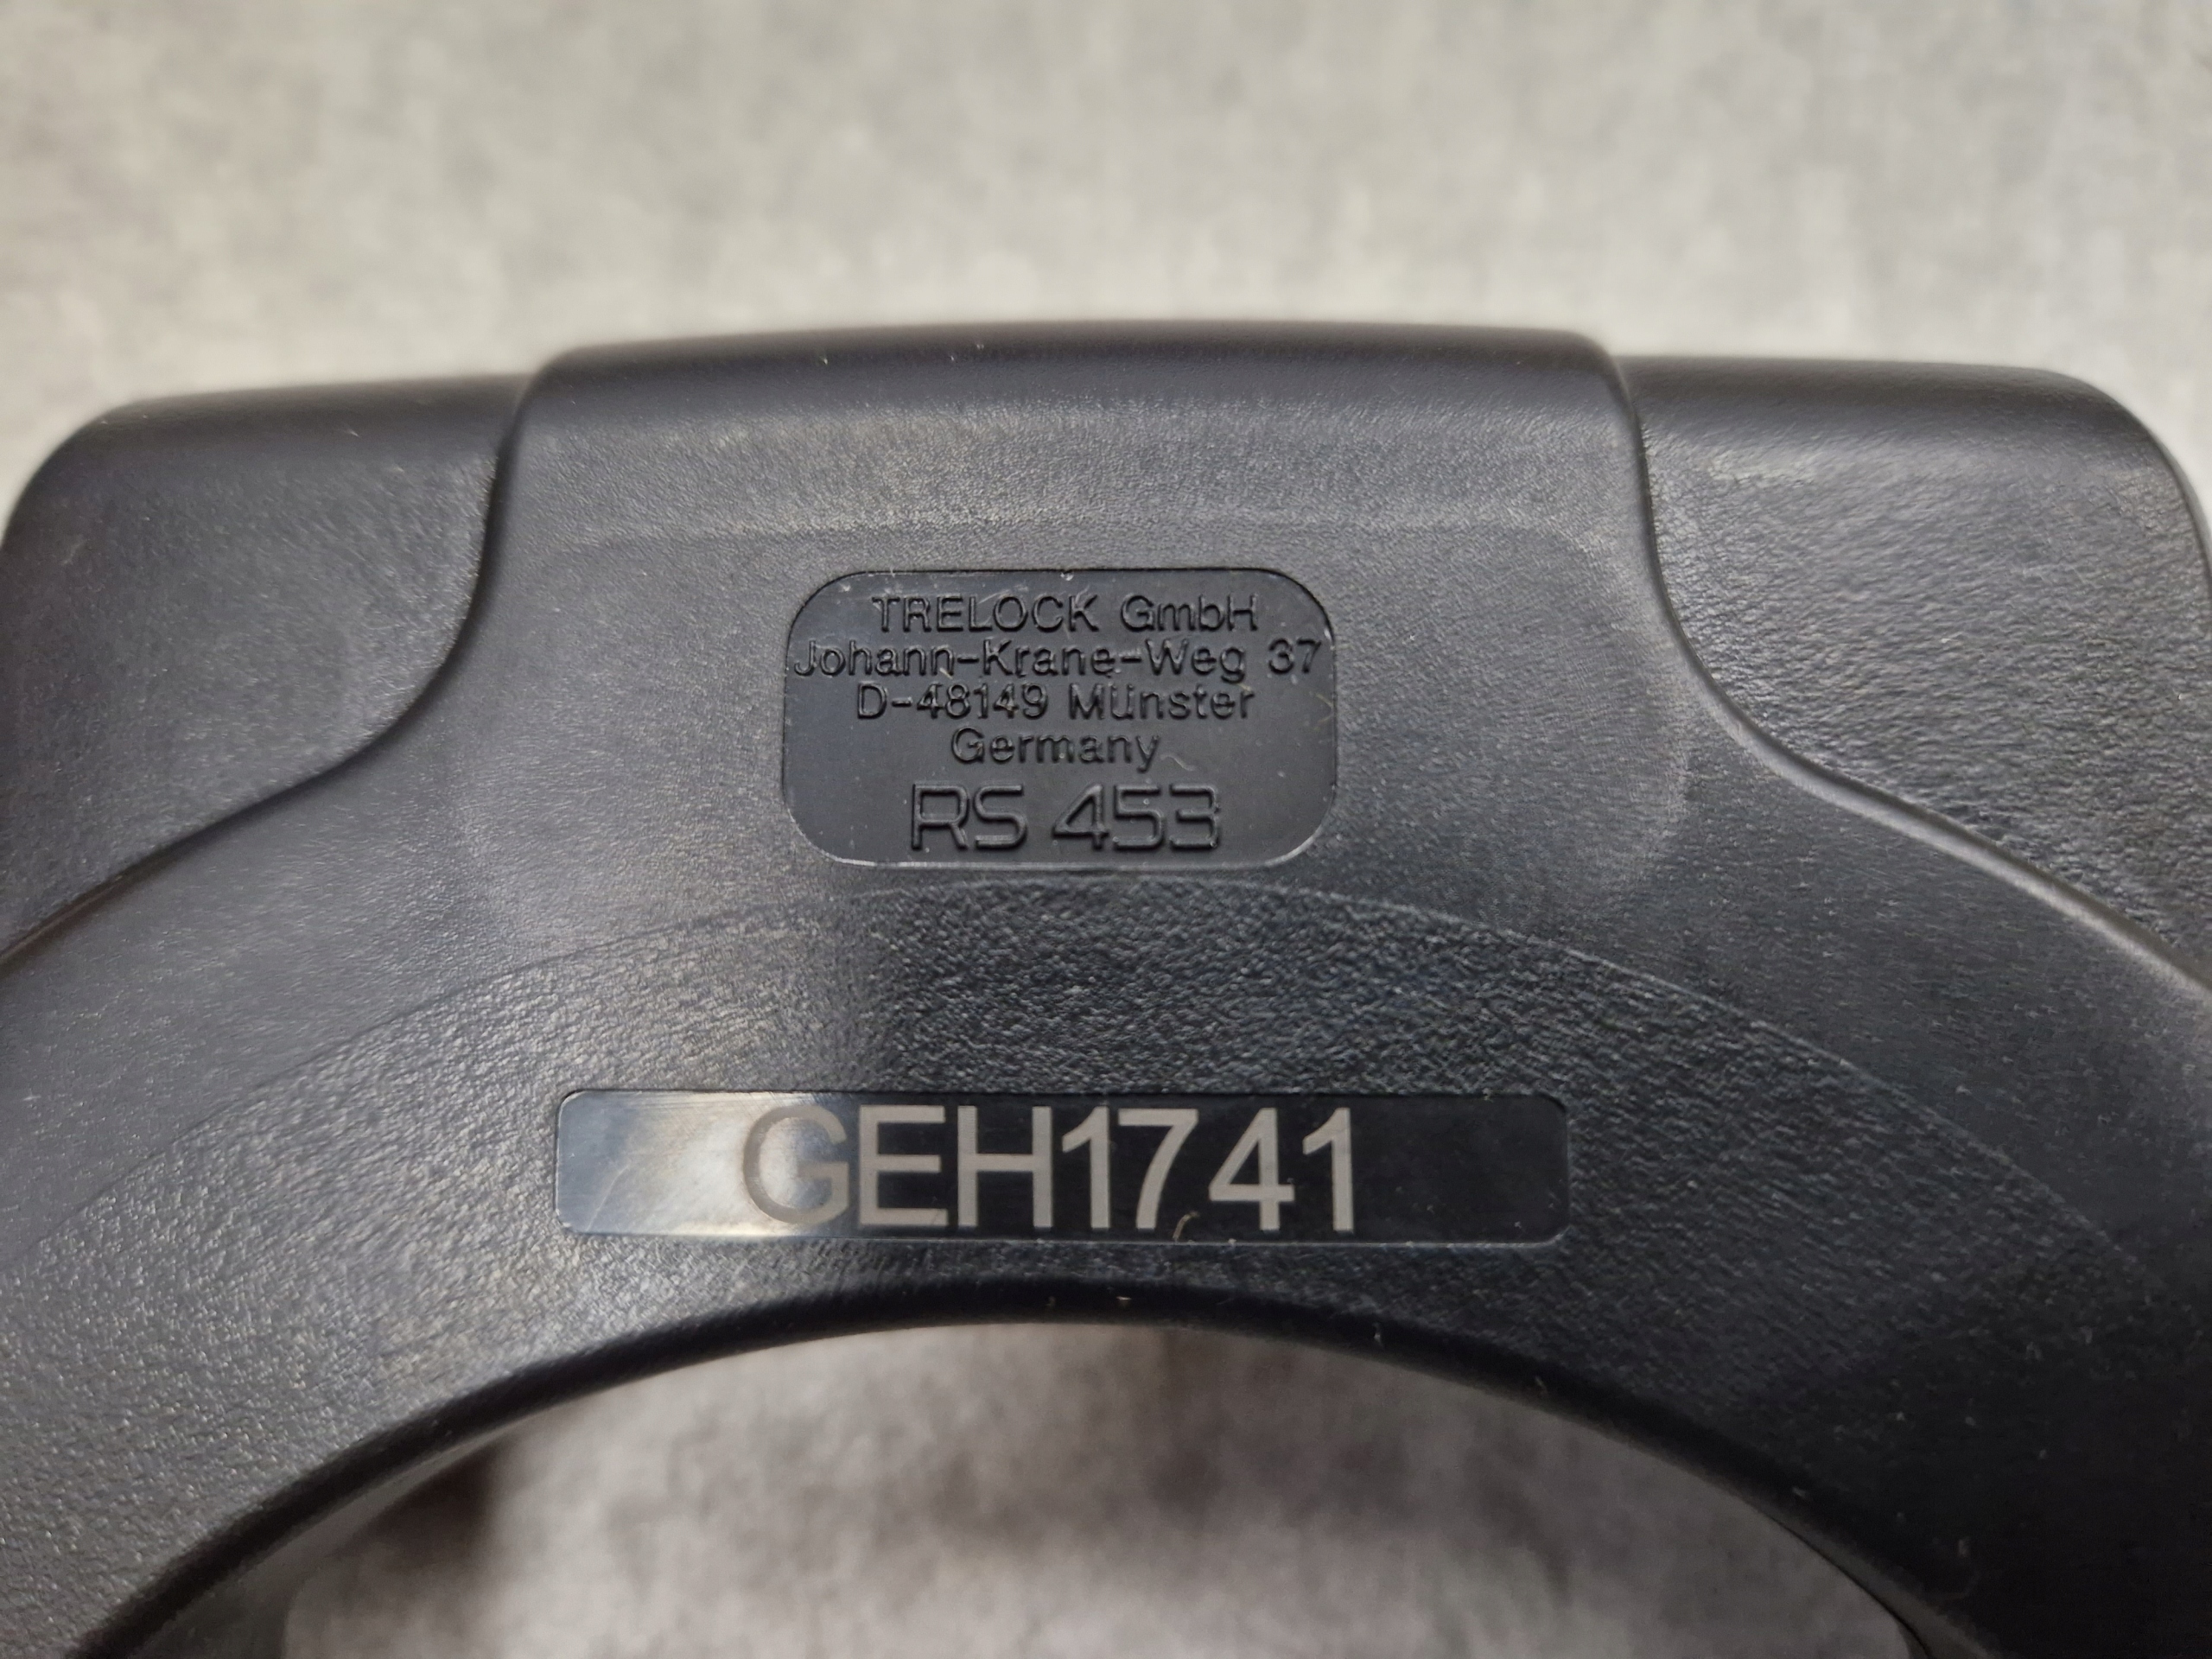 TRELOCK GmbH
Johann-Krane-Weg 37
D-48149 Münster
Germany
RS 453
GEH1741